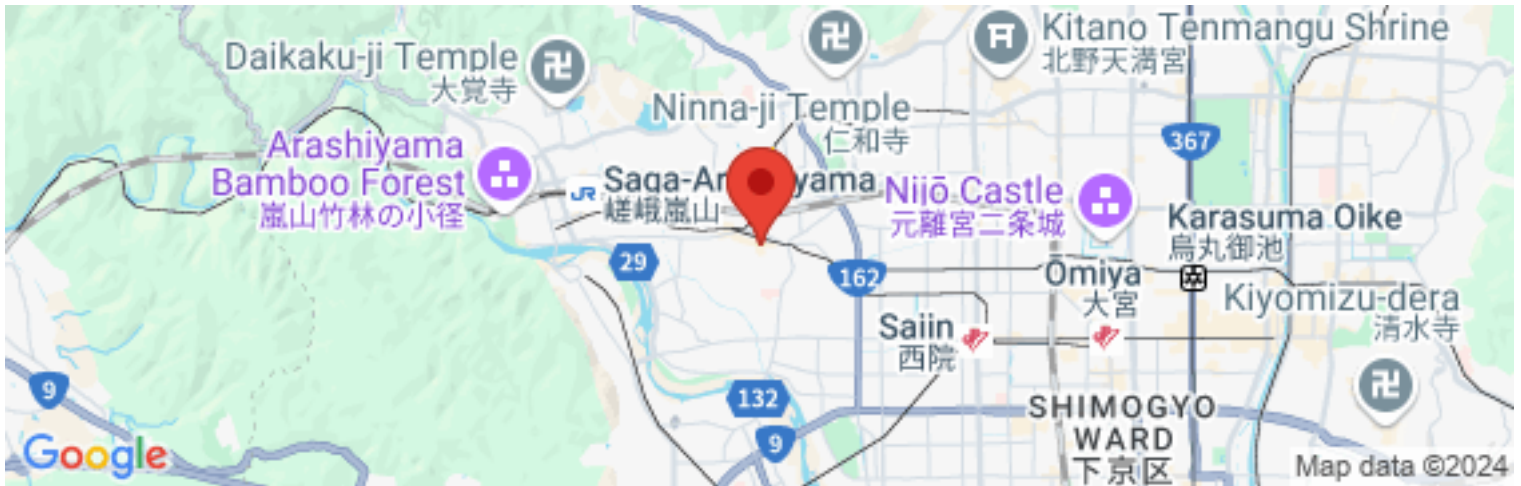 Kitano Tenmangu Shrine
北野天満宮
Daikaku-ji Temple
大覚寺
Ninna-ji Temple
仁和寺
367
Arashiyama
Bamboo Forest
嵐山竹林の小径
JR
嵯峨嵐山
Nijō Castle
元離宮二条城
Karasuma Oike
烏丸御池
29
162
Ōmiya
大宮
Kiyomizu-dera
清水寺
Saiin
西院
9
132
9
SHIMOGYO
WARD
下京区
Google
Map data ©2024